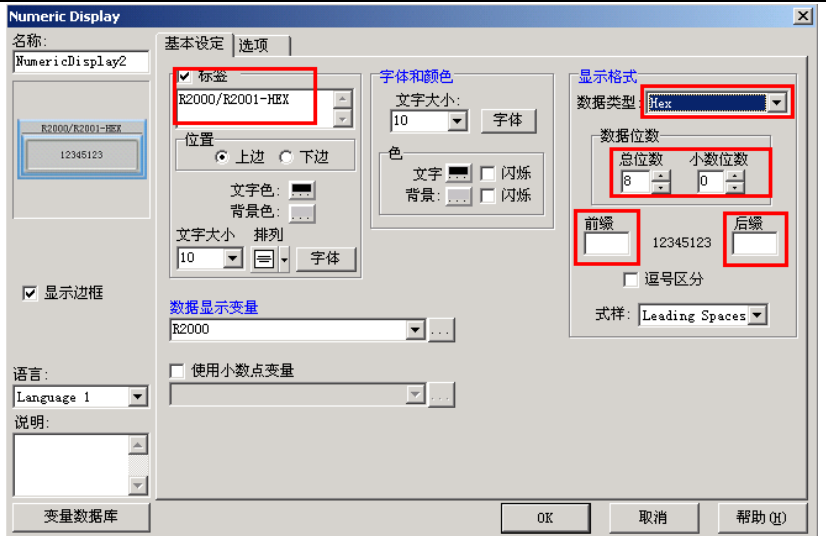 Numeric Display
名称:
NumericDisplay2
R2000/R2001-HEX
12345123
显示边框
语言:
Language 1
说明:
变量数据库
基本设定
选项
标签
R2000/R2001-HEX
位置
上边
下边
文字色:
背景色:
...
文字大小
排列
10
字体
字体和颜色
文字大小:
10
字体
色
文字
闪烁
背景:
...
闪烁
显示格式
数据类型:
Hex
数据位数
总位数
小数位数
8
0
前缀
12345123
后缀
逗号区分
式样:
Leading Spaces
数据显示变量
R2000
...
使用小数点变量
...
OK
取消
帮助(H)